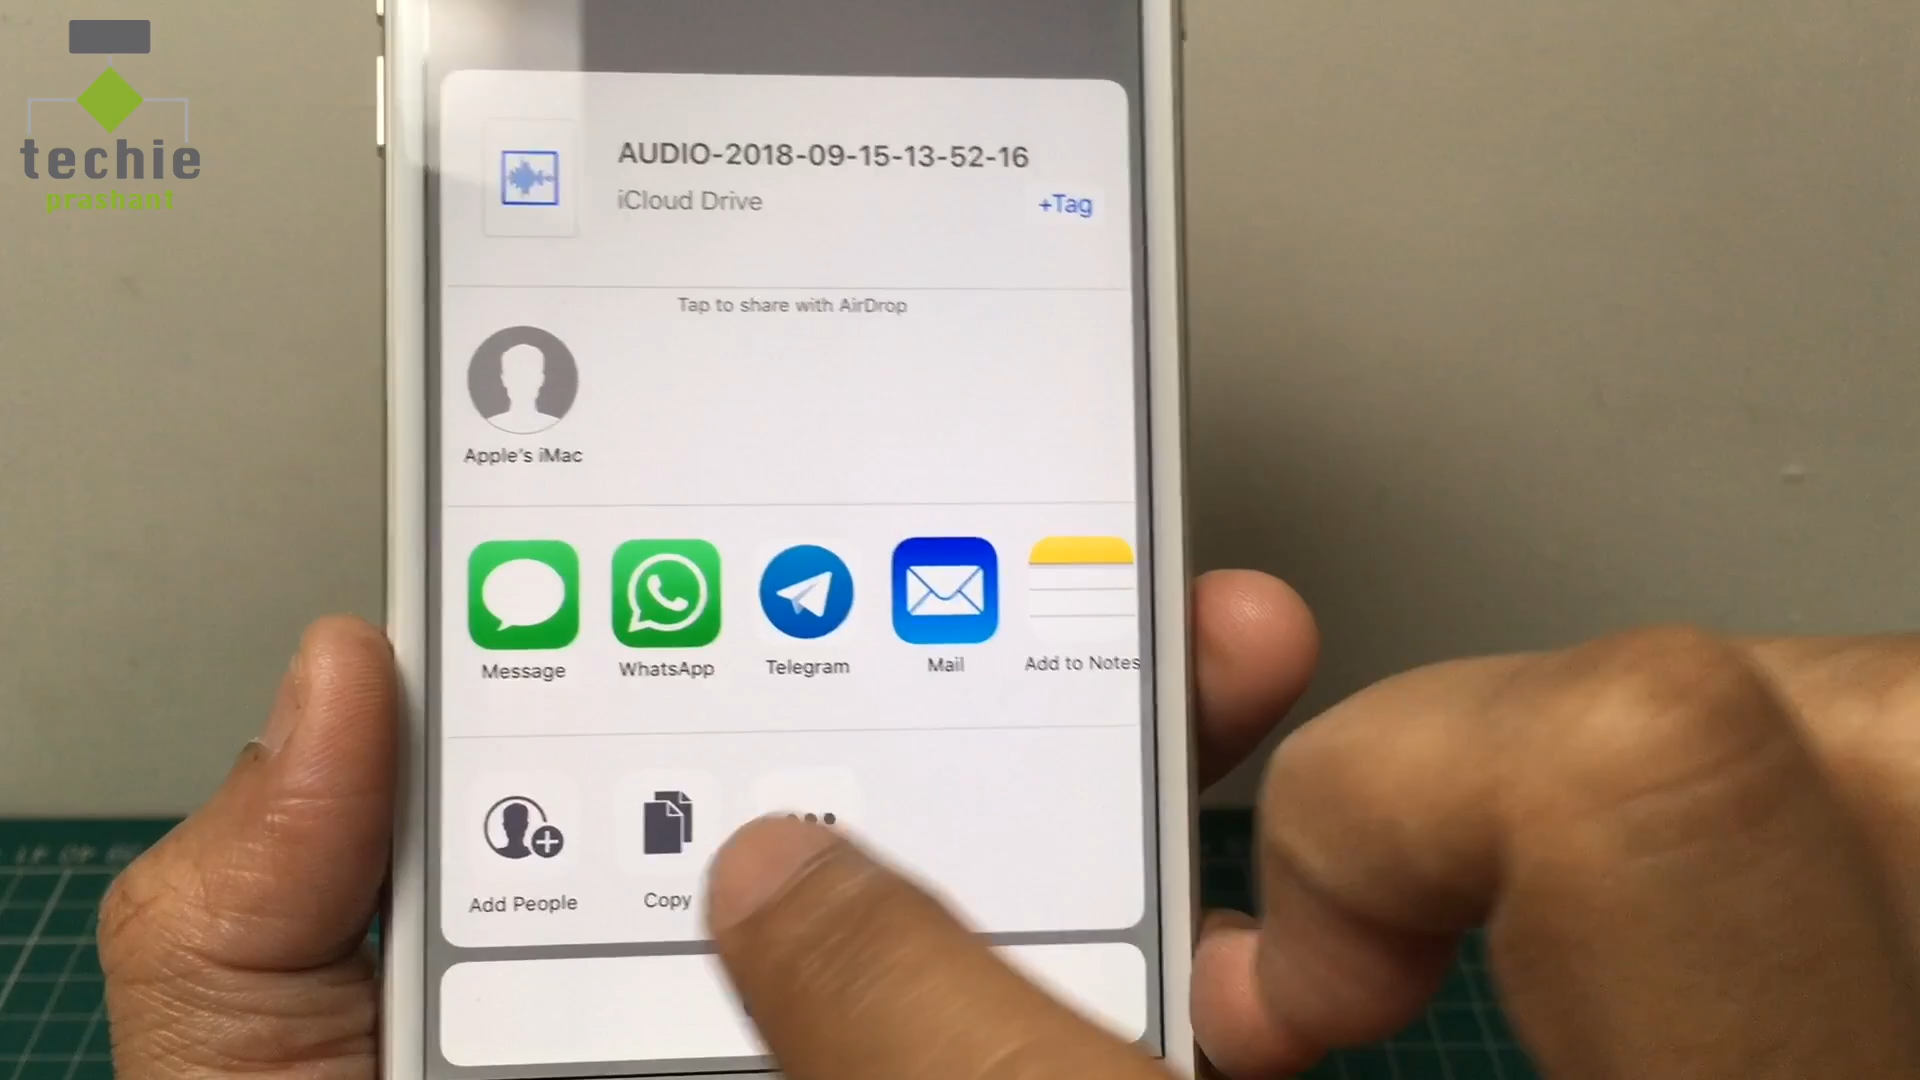 techie
prashant
AUDIO-2018-09-15-13-52-16
iCloud Drive
+Tag
Tap to share with AirDrop
Apple's iMac
Message
WhatsApp
Telegram
Mail
Add to Notes
Add People
Copy